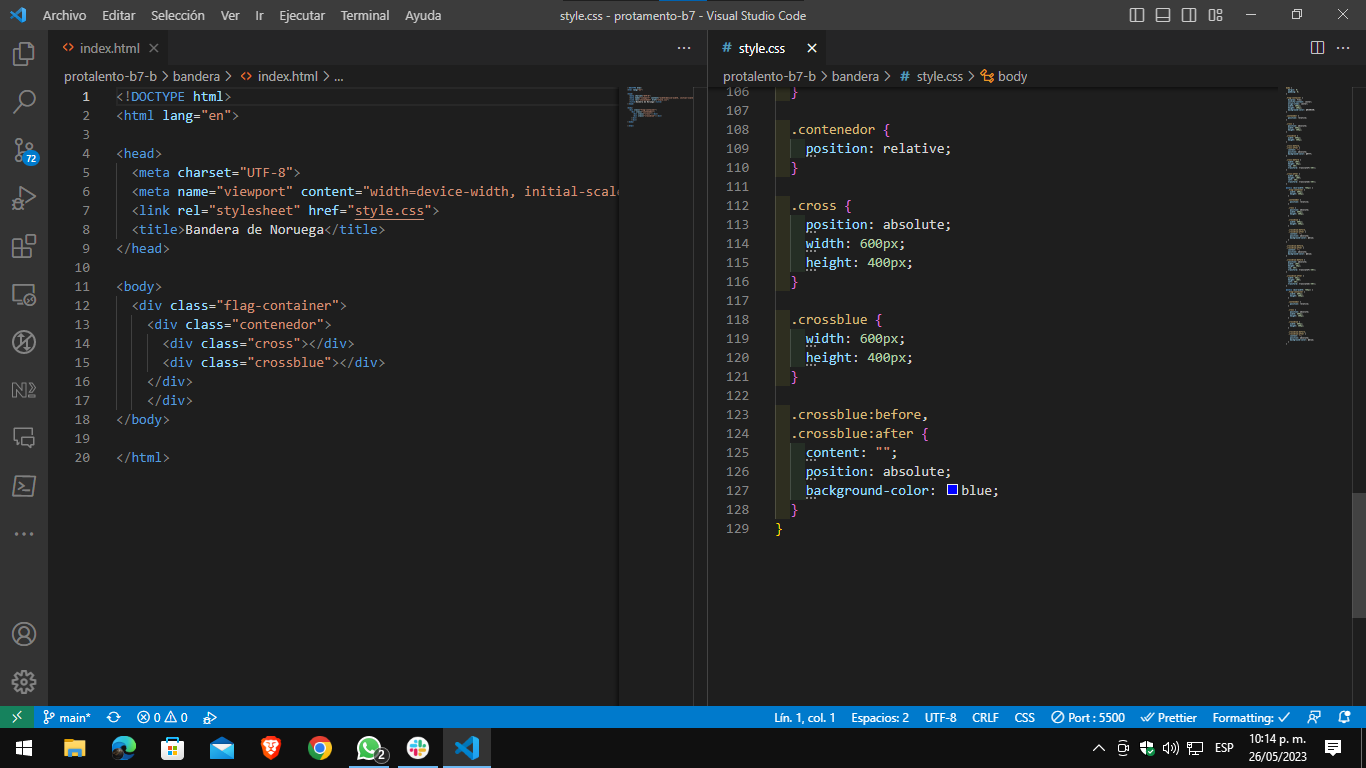 Archivo Editar Selección Ver Ir Ejecutar Terminal Ayuda
style.css - protamento-b7 - Visual Studio Code
index.html
protalento-b7-b > bandera > index.html > ...
1 <!DOCTYPE html>
2 <html lang="en">
3
4 <head>
5 <meta charset="UTF-8">
6 <meta name="viewport" content="width=device-width, initial-scale
7 <link rel="stylesheet" href="style.css">
8 <title>Bandera de Noruega</title>
9 </head>
10
11 <body>
12 <div class="flag-container">
13 <div class="contenedor">
14 <div class="cross"></div>
15 <div class="crossblue"></div>
16 </div>
17 </div>
18 </body>
19
20 </html>
# style.css
protalento-b7-b > bandera > # style.css > body
106 }
107
108 .contenedor {
109 position: relative;
110 }
111
112 .cross {
113 position: absolute;
114 width: 600px;
115 height: 400px;
116 }
117
118 .crossblue {
119 width: 600px;
120 height: 400px;
121 }
122
123 .crossblue:before,
124 .crossblue:after {
125 content: "";
126 position: absolute;
127 background-color: blue;
128 }
129 }
72
main* 0 0
Lín. 1, col. 1 Espacios: 2 UTF-8 CRLF CSS Port : 5500 Prettier Formatting:
2
ESP
10:14 p. m.
26/05/2023